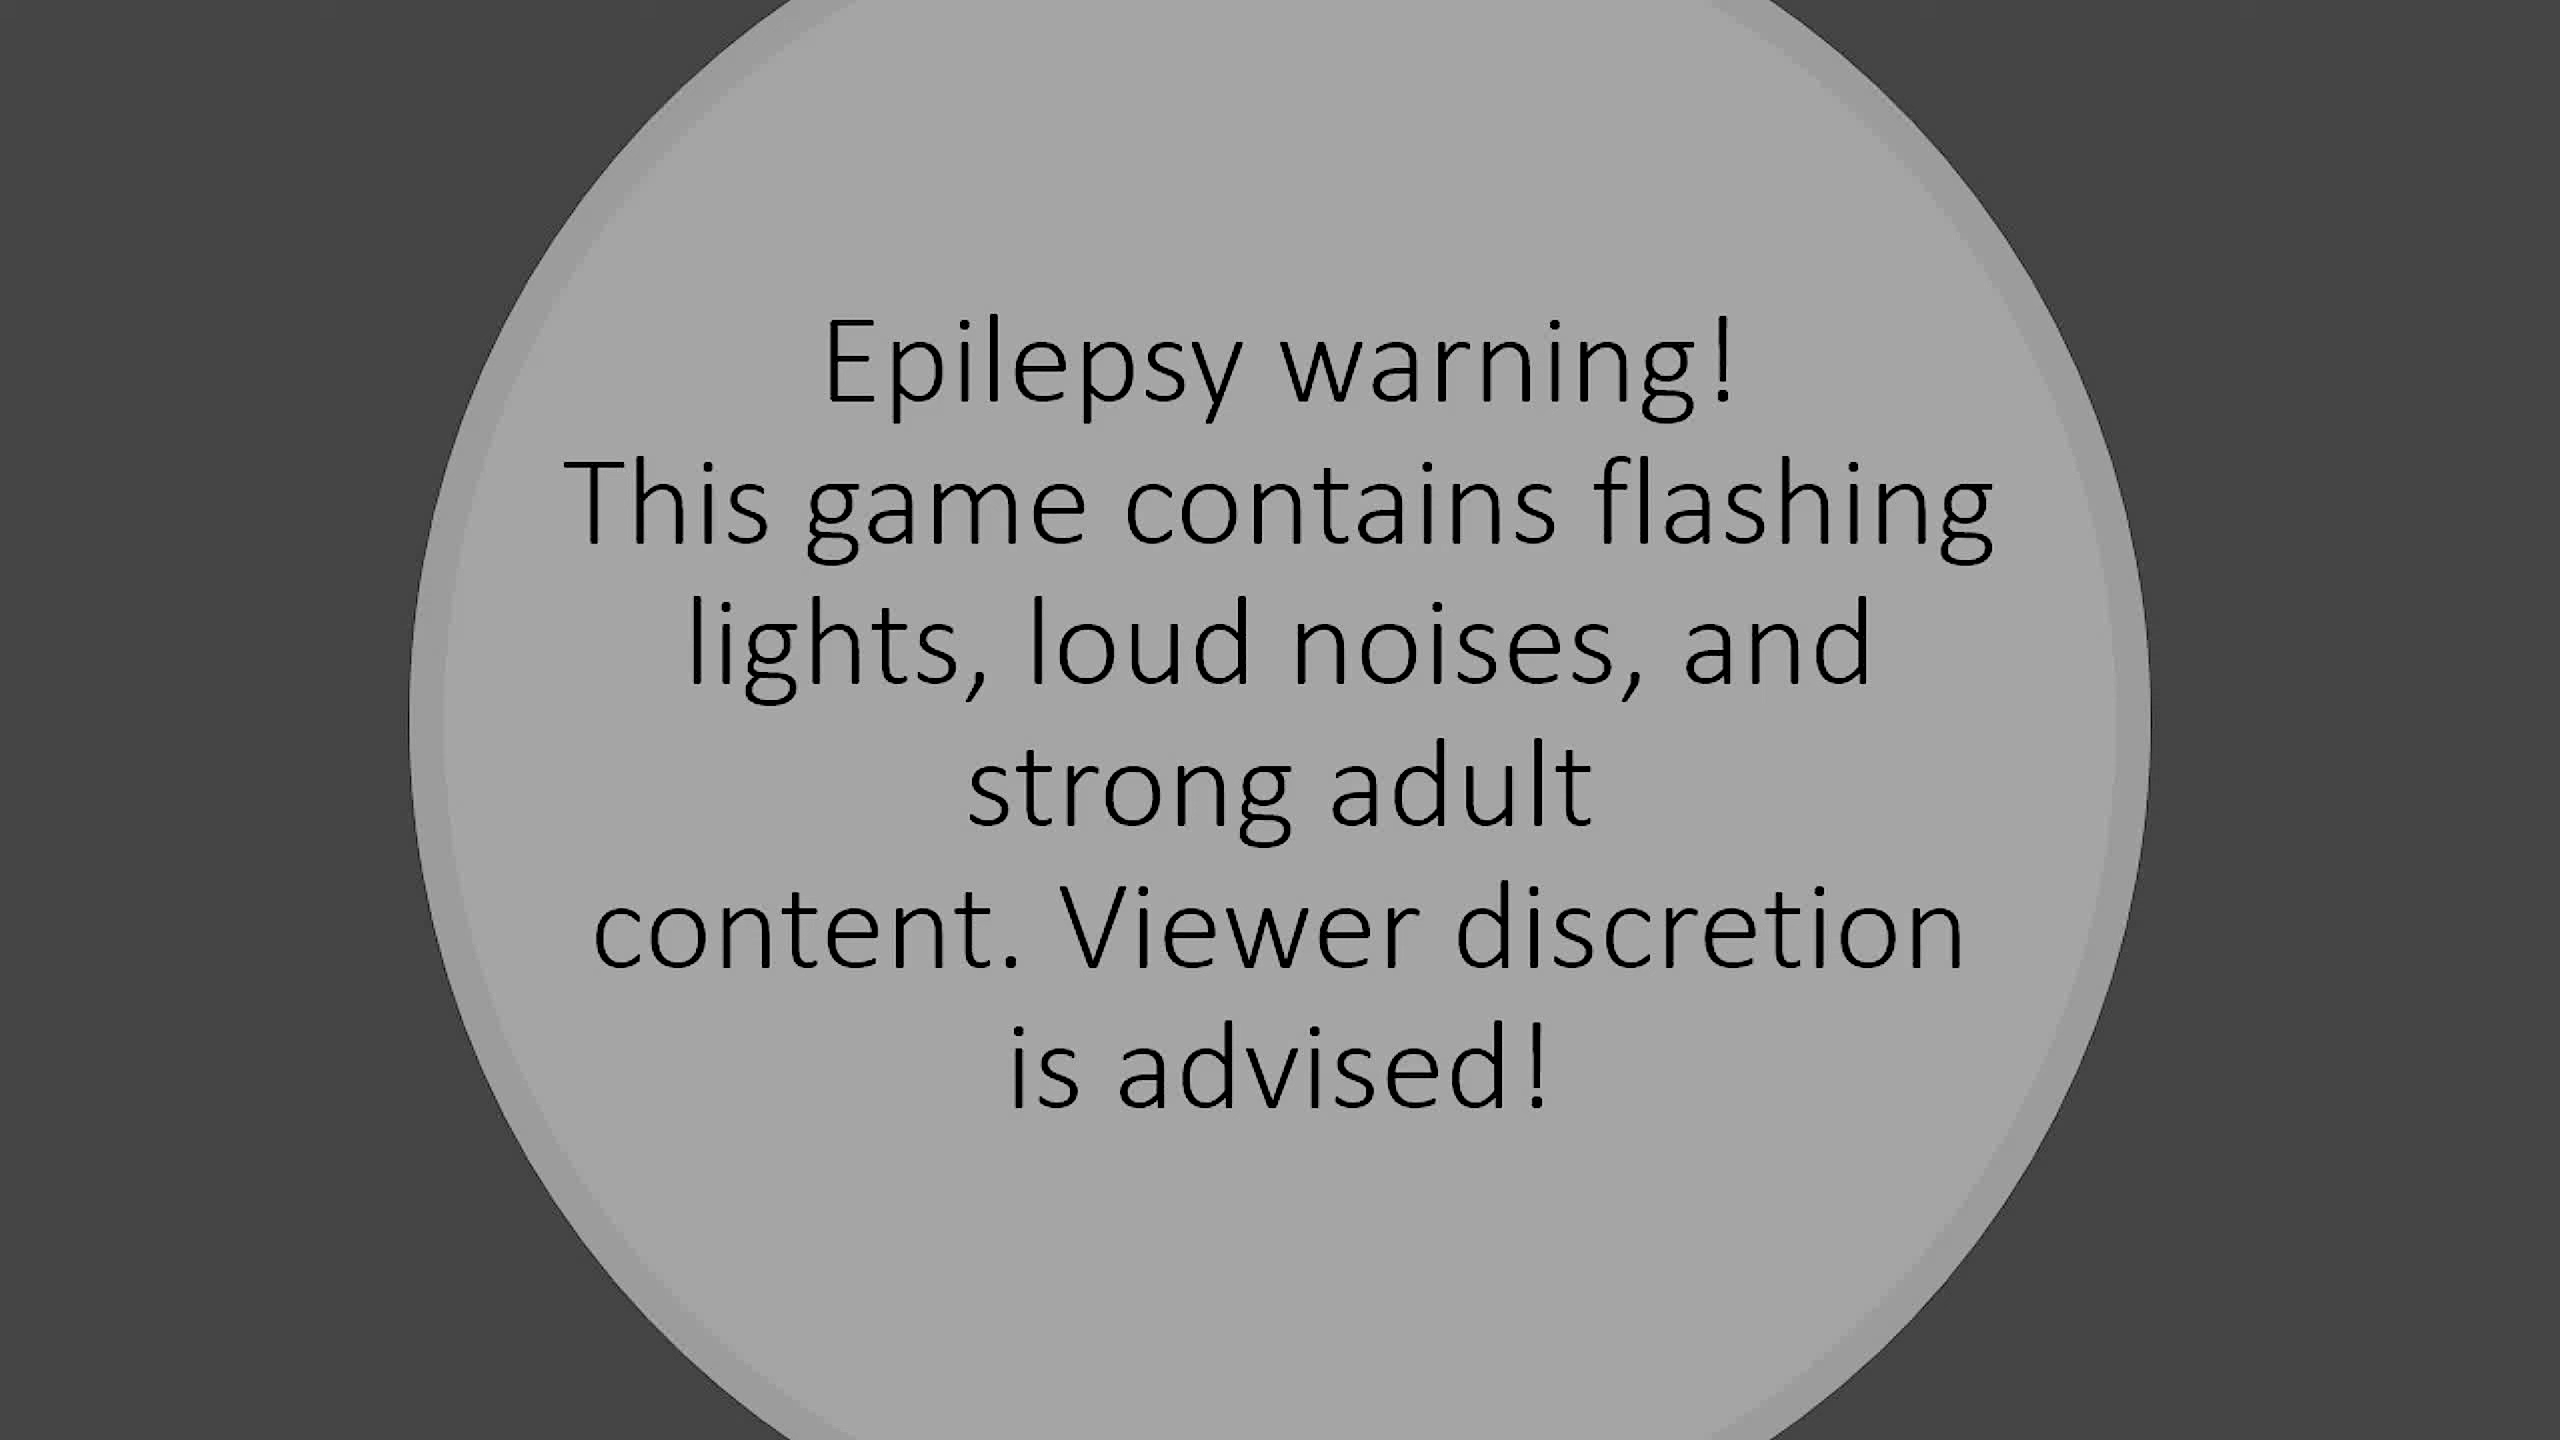 Epilepsy warning!
This game contains flashing
lights, loud noises, and
strong adult
content. Viewer discretion
is advised!